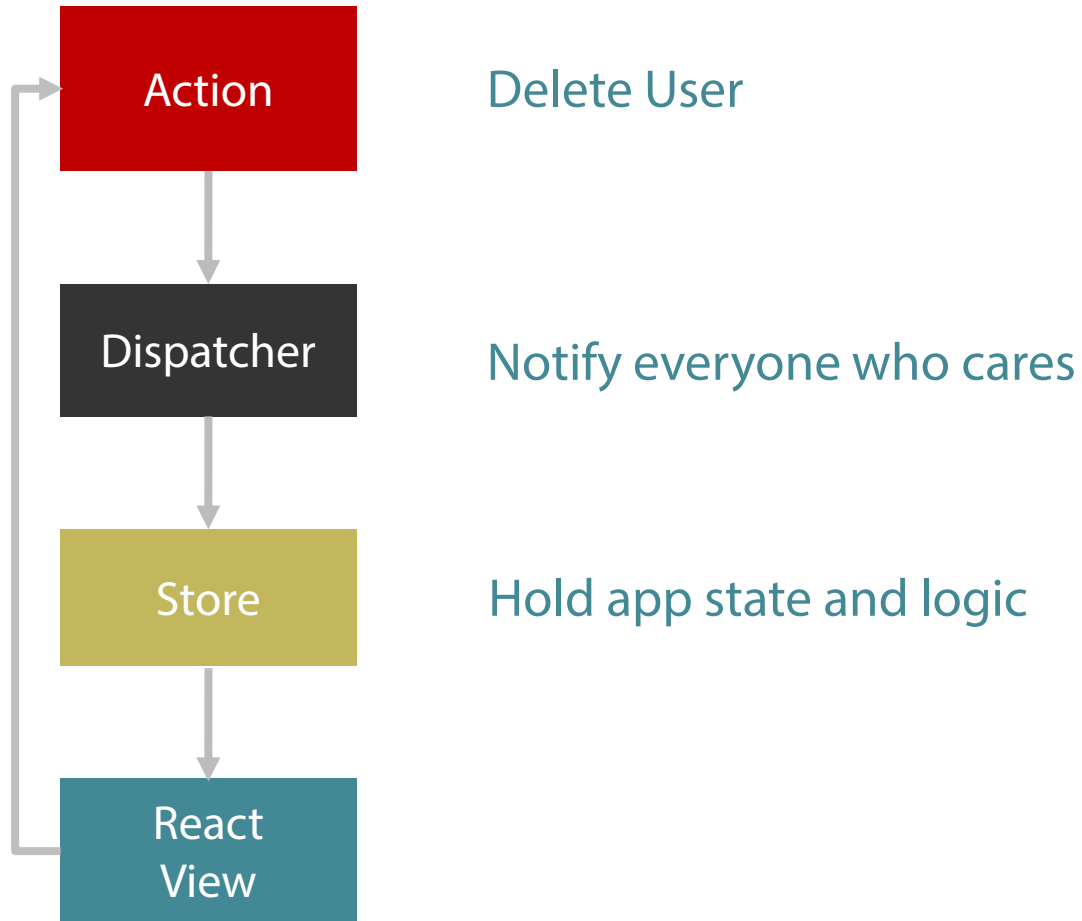 Action
Delete User
Dispatcher
Notify everyone who cares
Store
Hold app state and logic
React
View